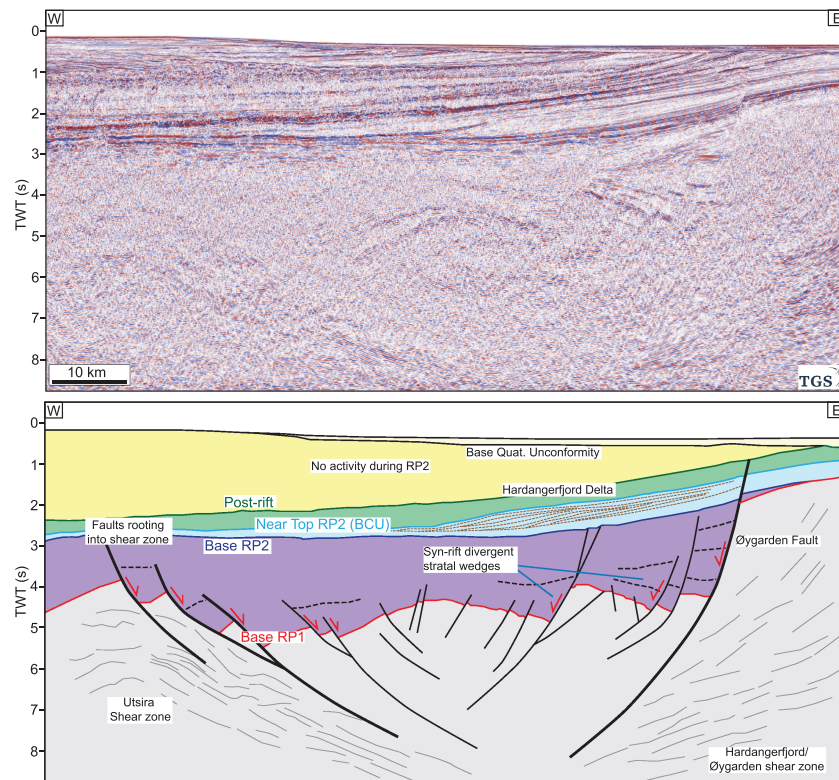 W
E
0
1
2
3
4
5
6
7
8
TWT (s)
10 km
TGS
W
E
0
1
2
3
4
5
6
7
8
TWT (s)
Base Quat. Unconformity
No activity during RP2
Hardangerfjord Delta
Post-rift
Near Top RP2 (BCU)
Faults rooting
into shear zone
Base RP2
Syn-rift divergent
stratal wedges
Øygarden Fault
Base RP1
Utsira
Shear zone
Hardangerfjord/
Øygarden shear zone